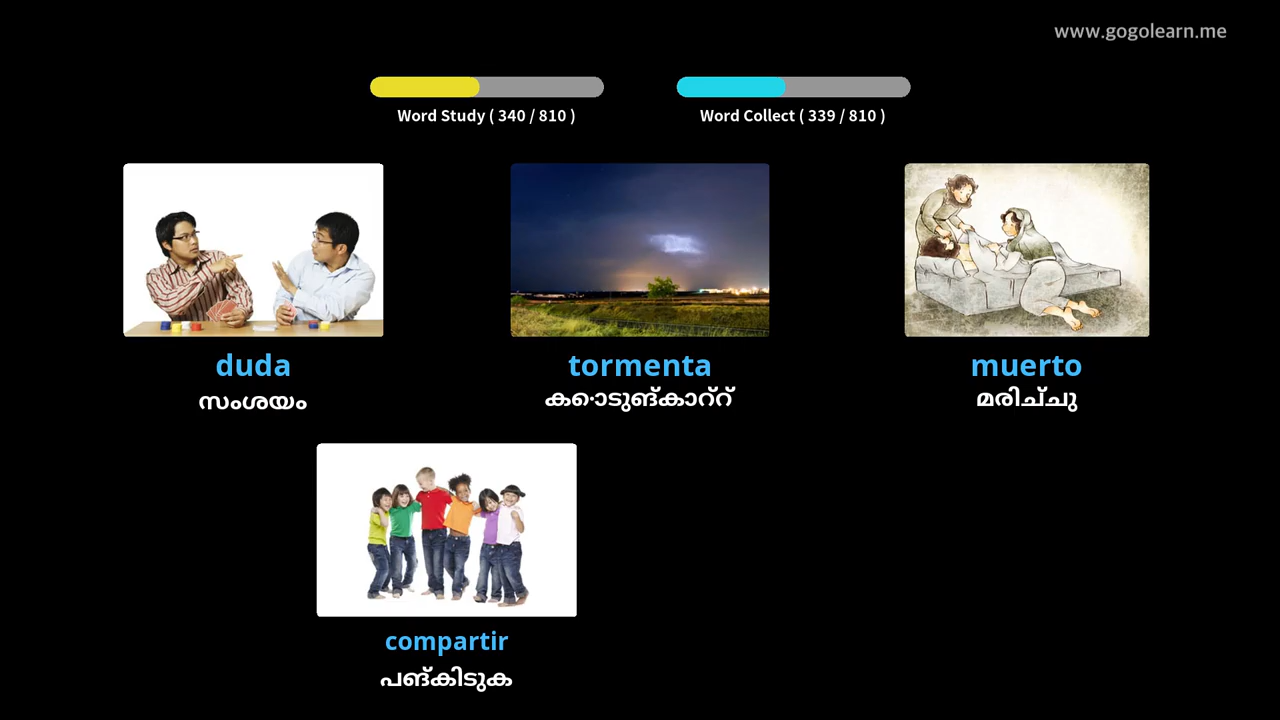 www.gogolearn.me
Word Study ( 340 / 810 )
Word Collect ( 339 / 810 )
duda
സംശയം
tormenta
കൊടുങ്കാറ്റ്
muerto
മരിച്ചു
compartir
പങ്കിടുക